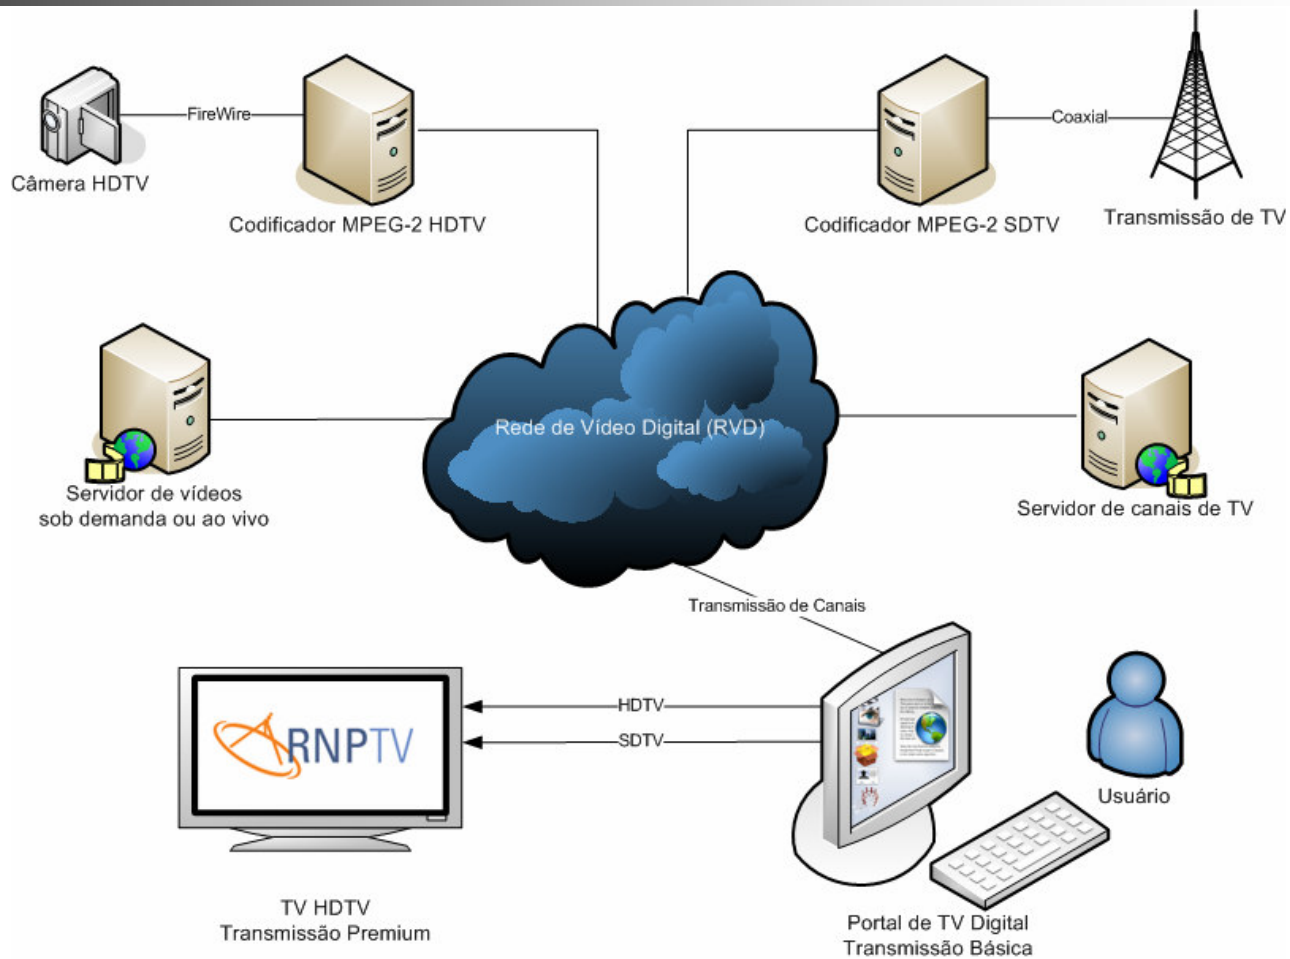 FireWire
Coaxial
Câmera HDTV
Codificador MPEG-2 HDTV
Codificador MPEG-2 SDTV
Transmissão de TV
Rede de Vídeo Digital (RVD)
Servidor de vídeos
sob demanda ou ao vivo
Servidor de canais de TV
Transmissão de Canais
HDTV
SDTV
RNPTV
Usuário
TV HDTV
Transmissão Premium
Portal de TV Digital
Transmissão Básica